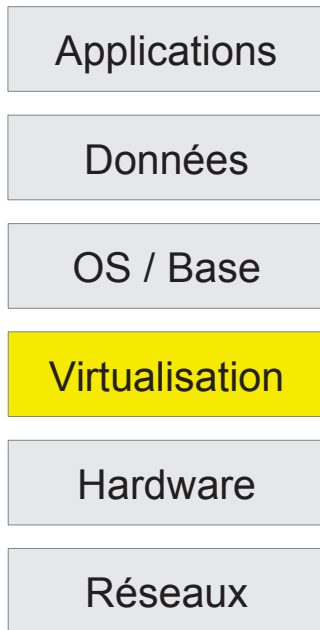 Applications
Données
OS / Base
Virtualisation
Hardware
Réseaux